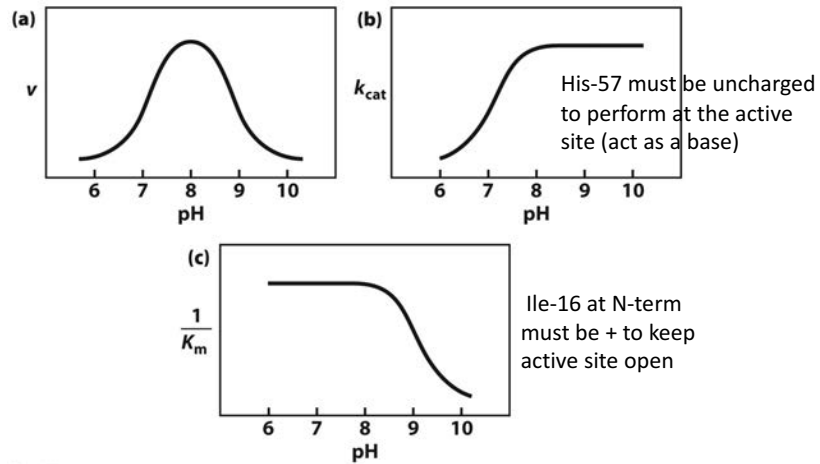 (a)
v
6 7 8 9 10
pH
(b)
kcat
6 7 8 9 10
pH
His-57 must be uncharged
to perform at the active
site (act as a base)
(c)
1
Km
6 7 8 9 10
pH
Ile-16 at N-term
must be + to keep
active site open